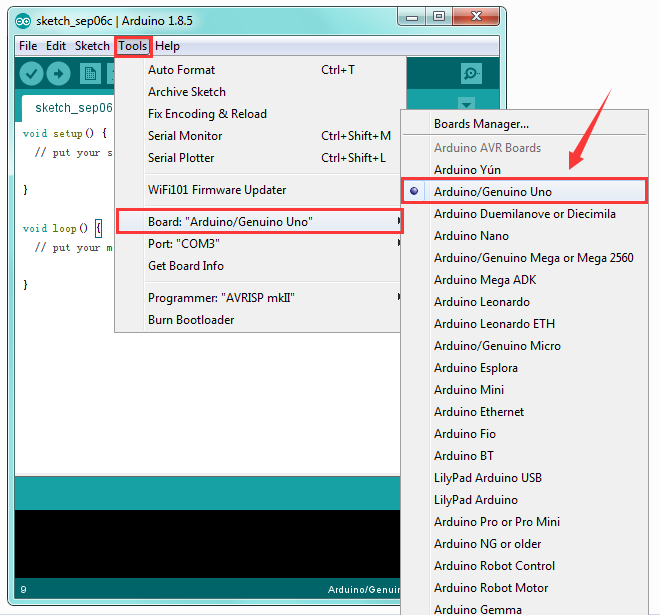 sketch_sep06c | Arduino 1.8.5
File Edit Sketch Tools Help
sketch_sep06
void setup() {
// put your s
}
void loop() {
// put your m
}
Auto Format Ctrl+T
Archive Sketch
Fix Encoding & Reload
Serial Monitor Ctrl+Shift+M
Serial Plotter Ctrl+Shift+L
WiFi101 Firmware Updater
Board: "Arduino/Genuino Uno"
Port: "COM3"
Get Board Info
Programmer: "AVRISP mkII"
Burn Bootloader
Boards Manager...
Arduino AVR Boards
Arduino Yún
Arduino/Genuino Uno
Arduino Duemilanove or Diecimila
Arduino Nano
Arduino/Genuino Mega or Mega 2560
Arduino Mega ADK
Arduino Leonardo
Arduino Leonardo ETH
Arduino/Genuino Micro
Arduino Esplora
Arduino Mini
Arduino Ethernet
Arduino Fio
Arduino BT
LilyPad Arduino USB
LilyPad Arduino
Arduino Pro or Pro Mini
Arduino NG or older
Arduino Robot Control
Arduino Robot Motor
Arduino Gemma
9 Arduino/Genuin